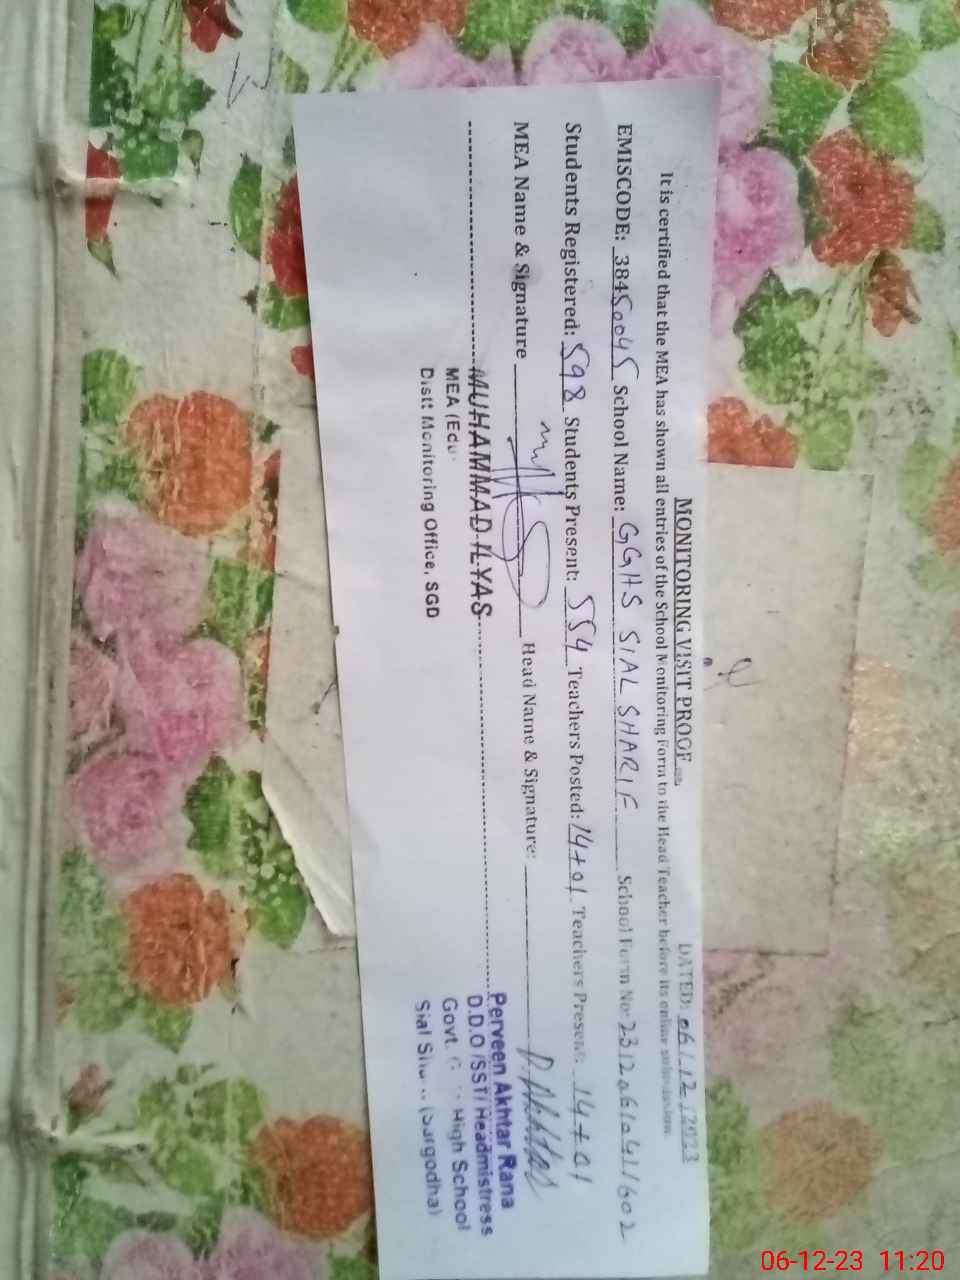 MONITORING VISIT PROOF
DATED: 06/12/2023
It is certified that the MEA has shown all entries of the School Monitoring Form to the Head Teacher before its online submission.
EMISCODE: 38450045 School Name: GGHS SIAL SHARIF School Form No: 231206104111602
Students Registered: 598 Students Present: 554 Teachers Posted: 14+01 Teachers Present: 14+01
MEA Name & Signature Head Name & Signature: P. Akhtar
MUHAMMAD ILYAS
MEA (Edu
Distt: Monitoring Office, SGD
Perveen Akhtar Rana
D.D.O /SST/ Headmistress
Govt. High School
Sial (Sargodha)
06-12-23 11:20